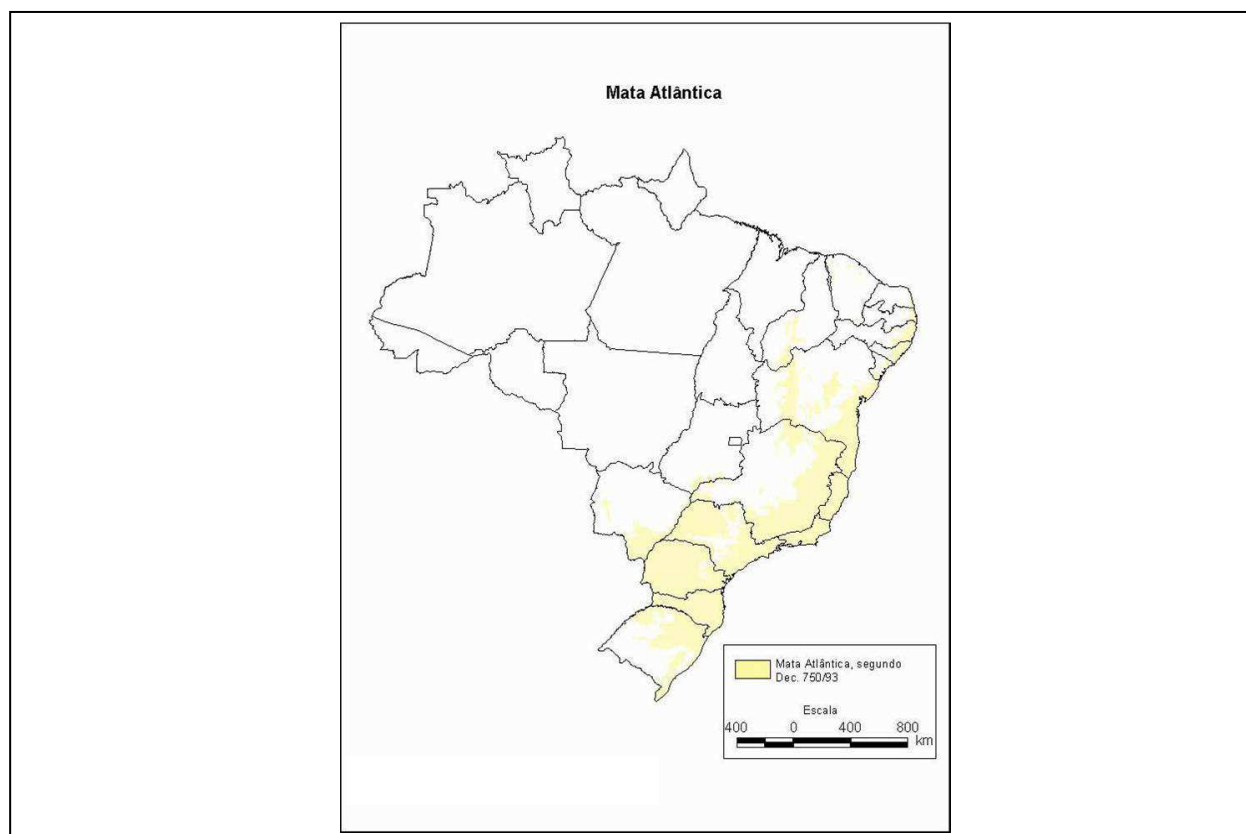 Mata Atlântica
Mata Atlântica, segundo
Dec. 750/93
Escala
400 0 400 800
km